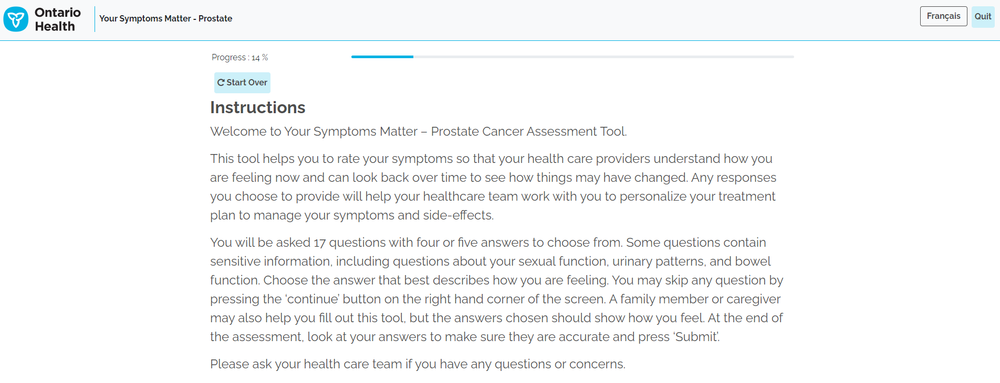 Ontario
Health
Your Symptoms Matter - Prostate
Français
Quit
Progress : 14 %
Start Over
Instructions
Welcome to Your Symptoms Matter – Prostate Cancer Assessment Tool.
This tool helps you to rate your symptoms so that your health care providers understand how you
are feeling now and can look back over time to see how things may have changed. Any responses
you choose to provide will help your healthcare team work with you to personalize your treatment
plan to manage your symptoms and side-effects.
You will be asked 17 questions with four or five answers to choose from. Some questions contain
sensitive information, including questions about your sexual function, urinary patterns, and bowel
function. Choose the answer that best describes how you are feeling. You may skip any question by
pressing the ‘continue’ button on the right hand corner of the screen. A family member or caregiver
may also help you fill out this tool, but the answers chosen should show how you feel. At the end of
the assessment, look at your answers to make sure they are accurate and press ‘Submit’.
Please ask your health care team if you have any questions or concerns.